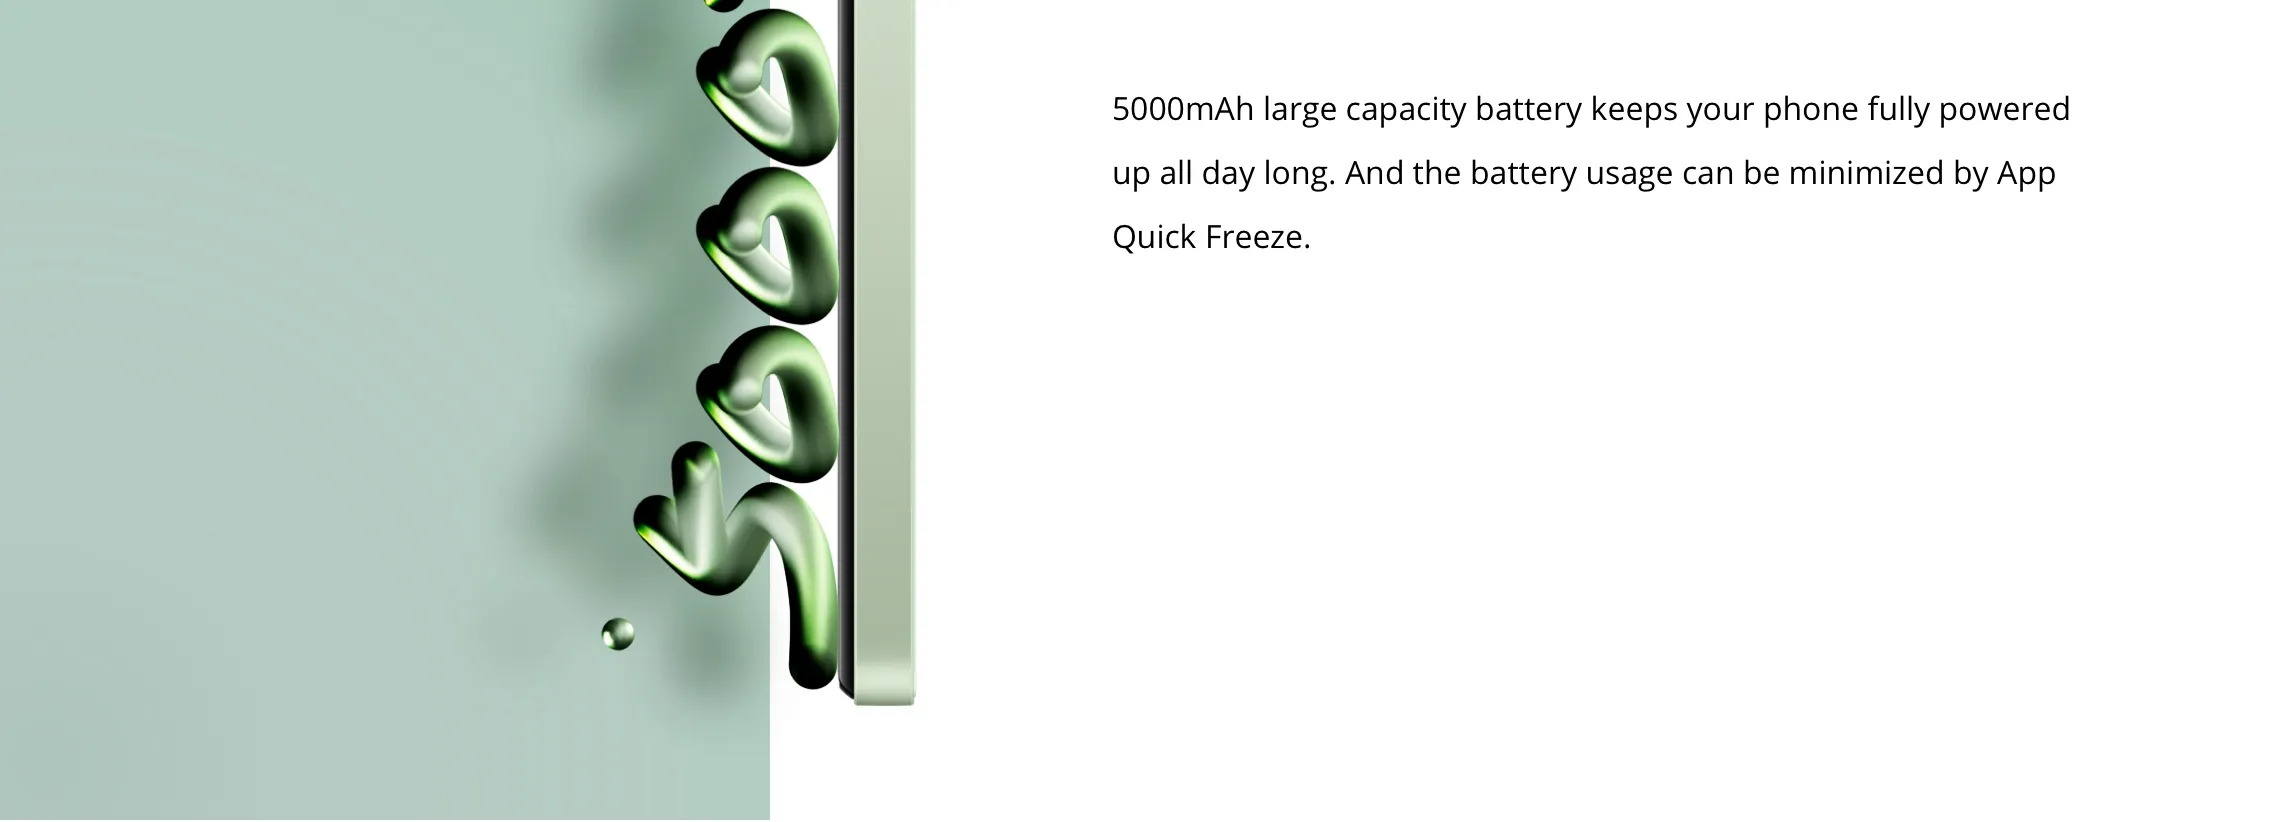 5000
5000mAh large capacity battery keeps your phone fully powered
up all day long. And the battery usage can be minimized by App
Quick Freeze.